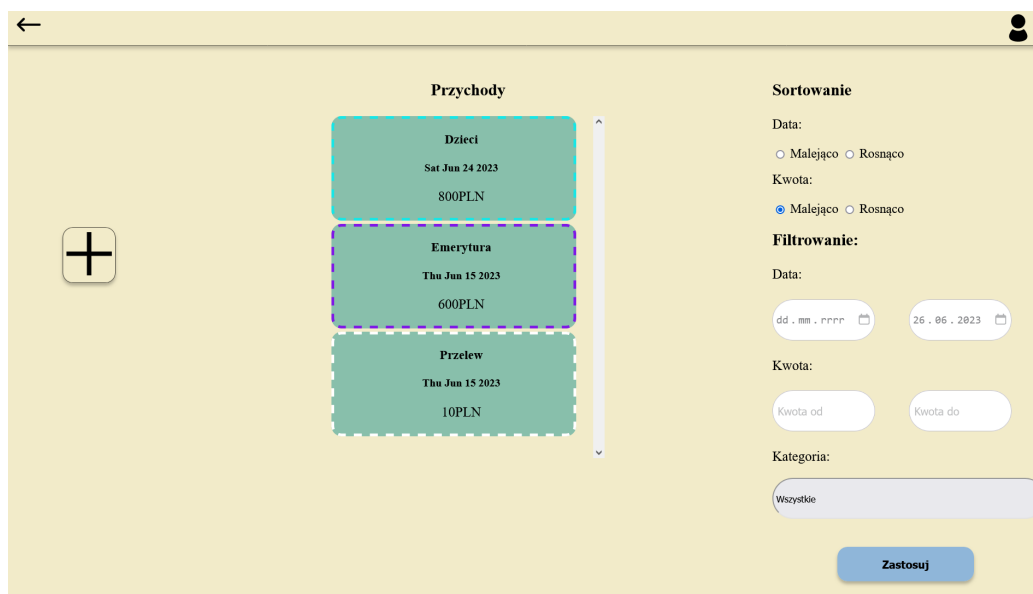 Przychody
Dzieci
Sat Jun 24 2023
800PLN
Emerytura
Thu Jun 15 2023
600PLN
Przelew
Thu Jun 15 2023
10PLN
Sortowanie
Data:
Malejąco Rosnąco
Kwota:
Malejąco Rosnąco
Filtrowanie:
Data:
dd.mm.rrrr 26.06.2023
Kwota:
Kwota od Kwota do
Kategoria:
Wszystkie
Zastosuj